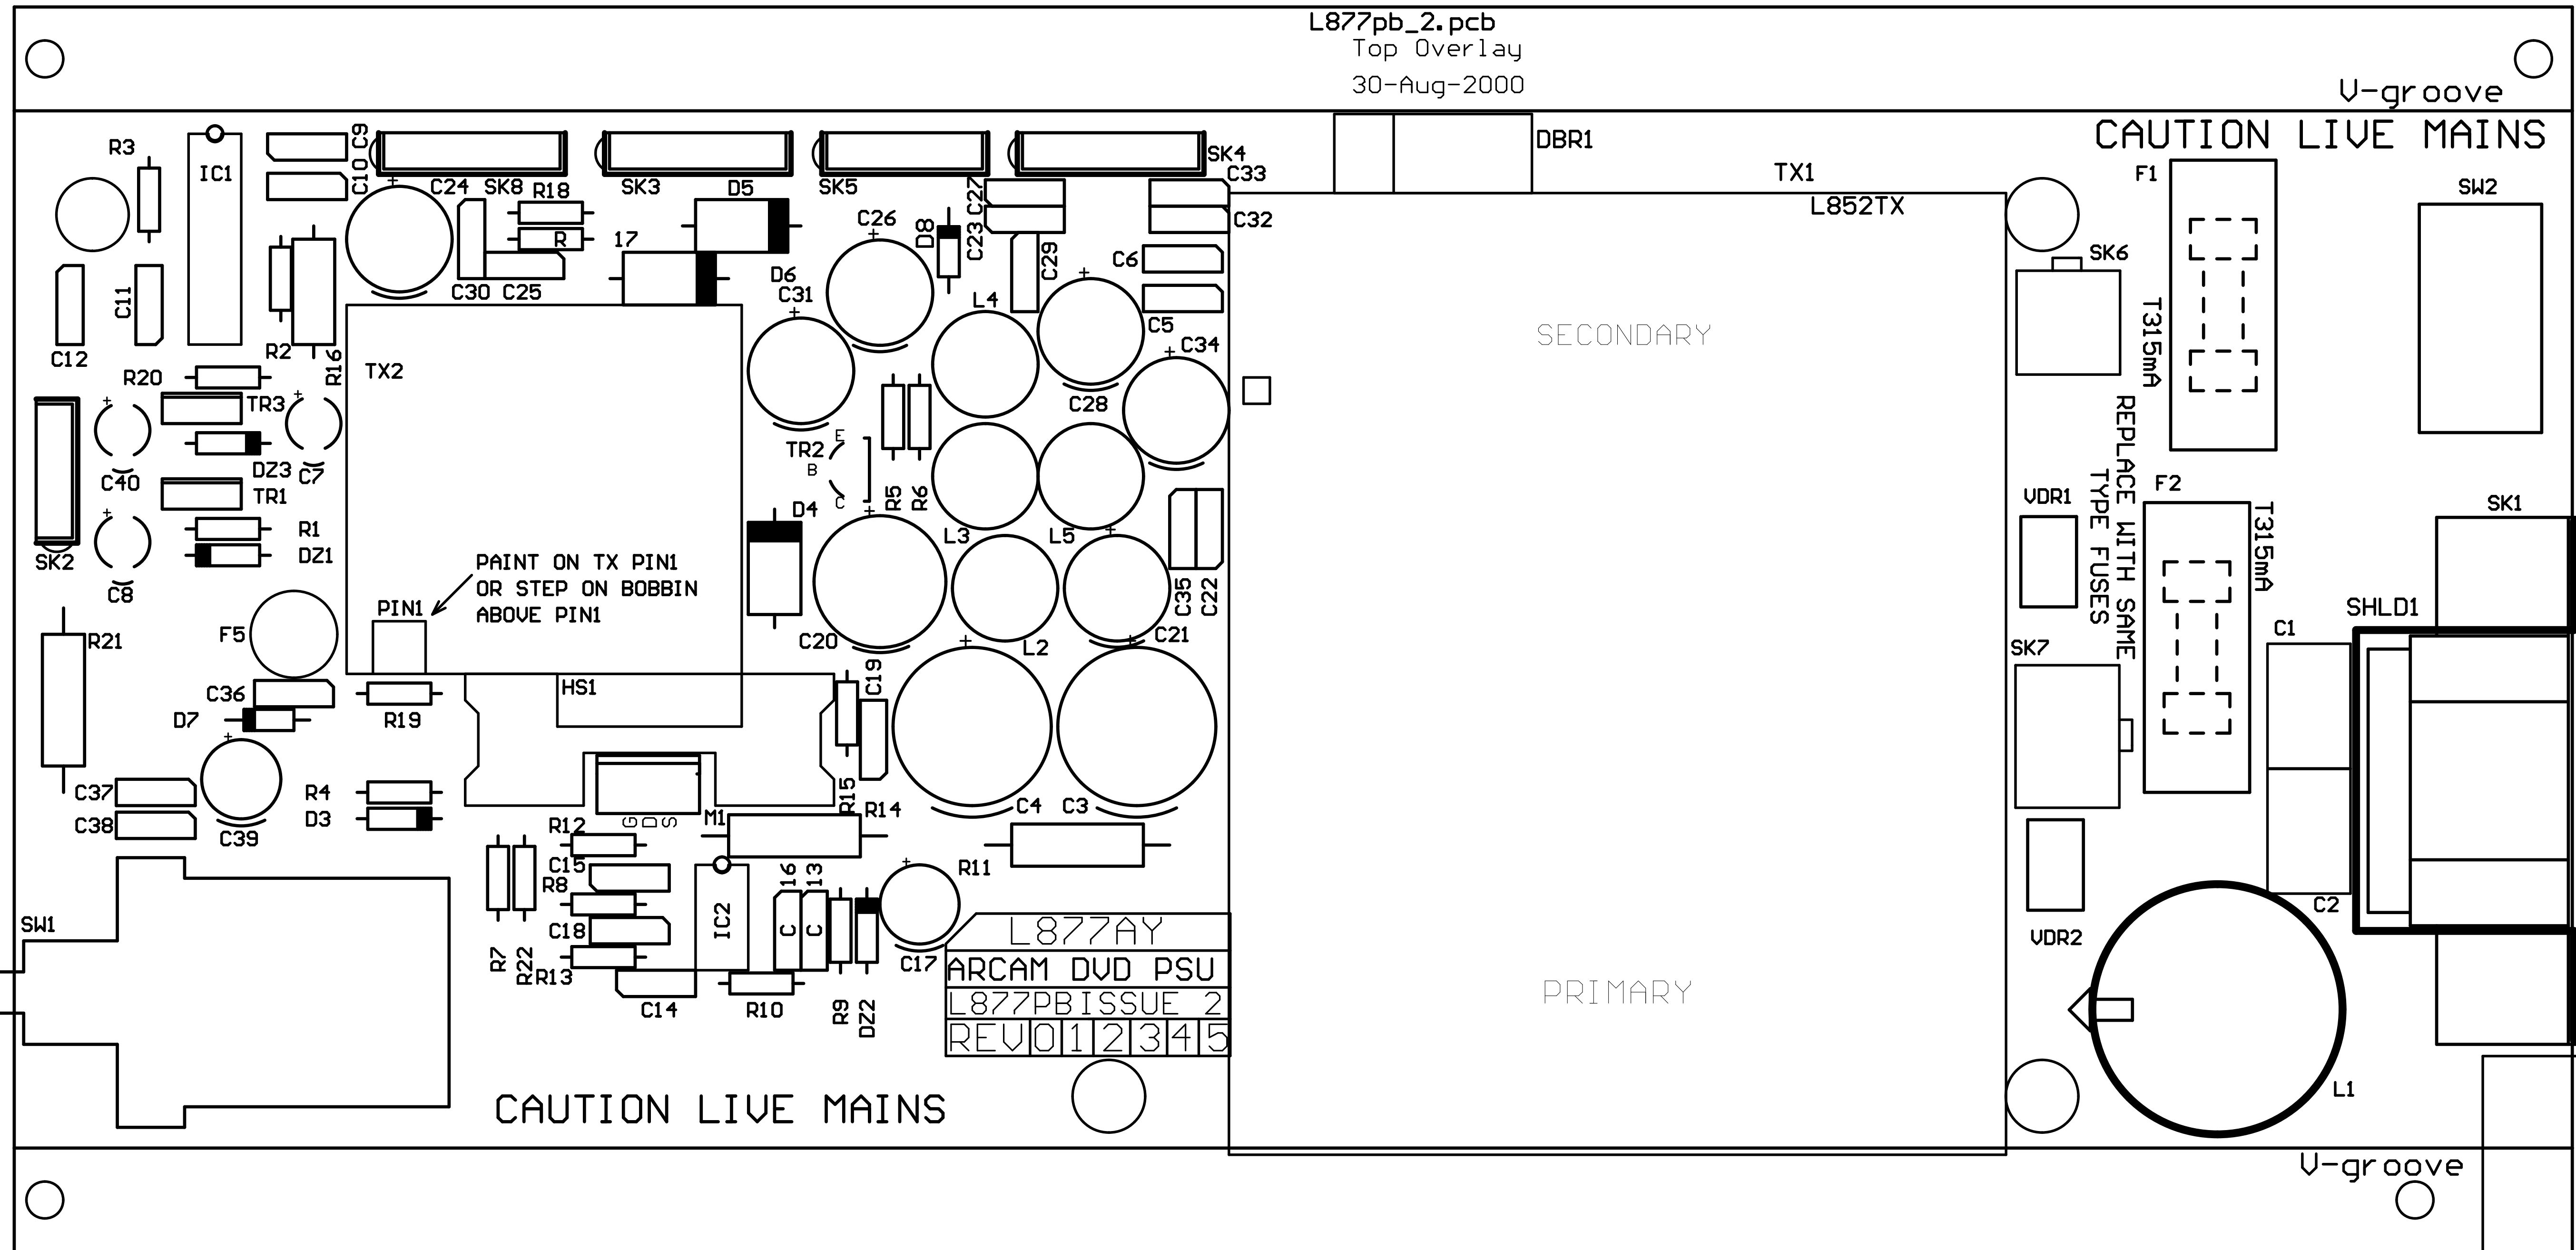 L877pb_2.pcb
Top Overlay
30-Aug-2000
V-groove
CAUTION LIVE MAINS
DBR1
TX1
L852TX
F1
SW2
R3
IC1
C9
C10
C24
SK8
R18
SK3
D5
SK5
C27
SK4
C33
C32
R
17
C26
D8
C23
C29
C6
SK6
C11
C30
C25
D6
C31
L4
C5
C12
R2
R16
C34
SECONDARY
T315mA
R20
TX2
TR3
C28
REPLACE WITH SAME
TYPE FUSES
DZ3
C7
C40
TR1
TR2
E
B
C
R5
R6
D4
F2
VDR1
SK1
T315mA
R1
DZ1
SK2
L3
L5
C8
PAINT ON TX PIN1
OR STEP ON BOBBIN
ABOVE PIN1
PIN1
C35
C22
SHLD1
F5
R21
C20
L2
C21
C1
SK7
C36
HS1
C19
D7
R19
C37
R4
R15
C4
C3
C38
D3
C39
G
D
S
M1
R14
R12
C15
R8
C18
R13
R7
R22
IC2
16
C
13
C
R11
C17
C14
R10
R9
DZ2
SW1
C2
VDR2
L877AY
ARCAM DVD PSU
L877PBISSUE 2
REV 0 1 2 3 4 5
PRIMARY
L1
CAUTION LIVE MAINS
V-groove